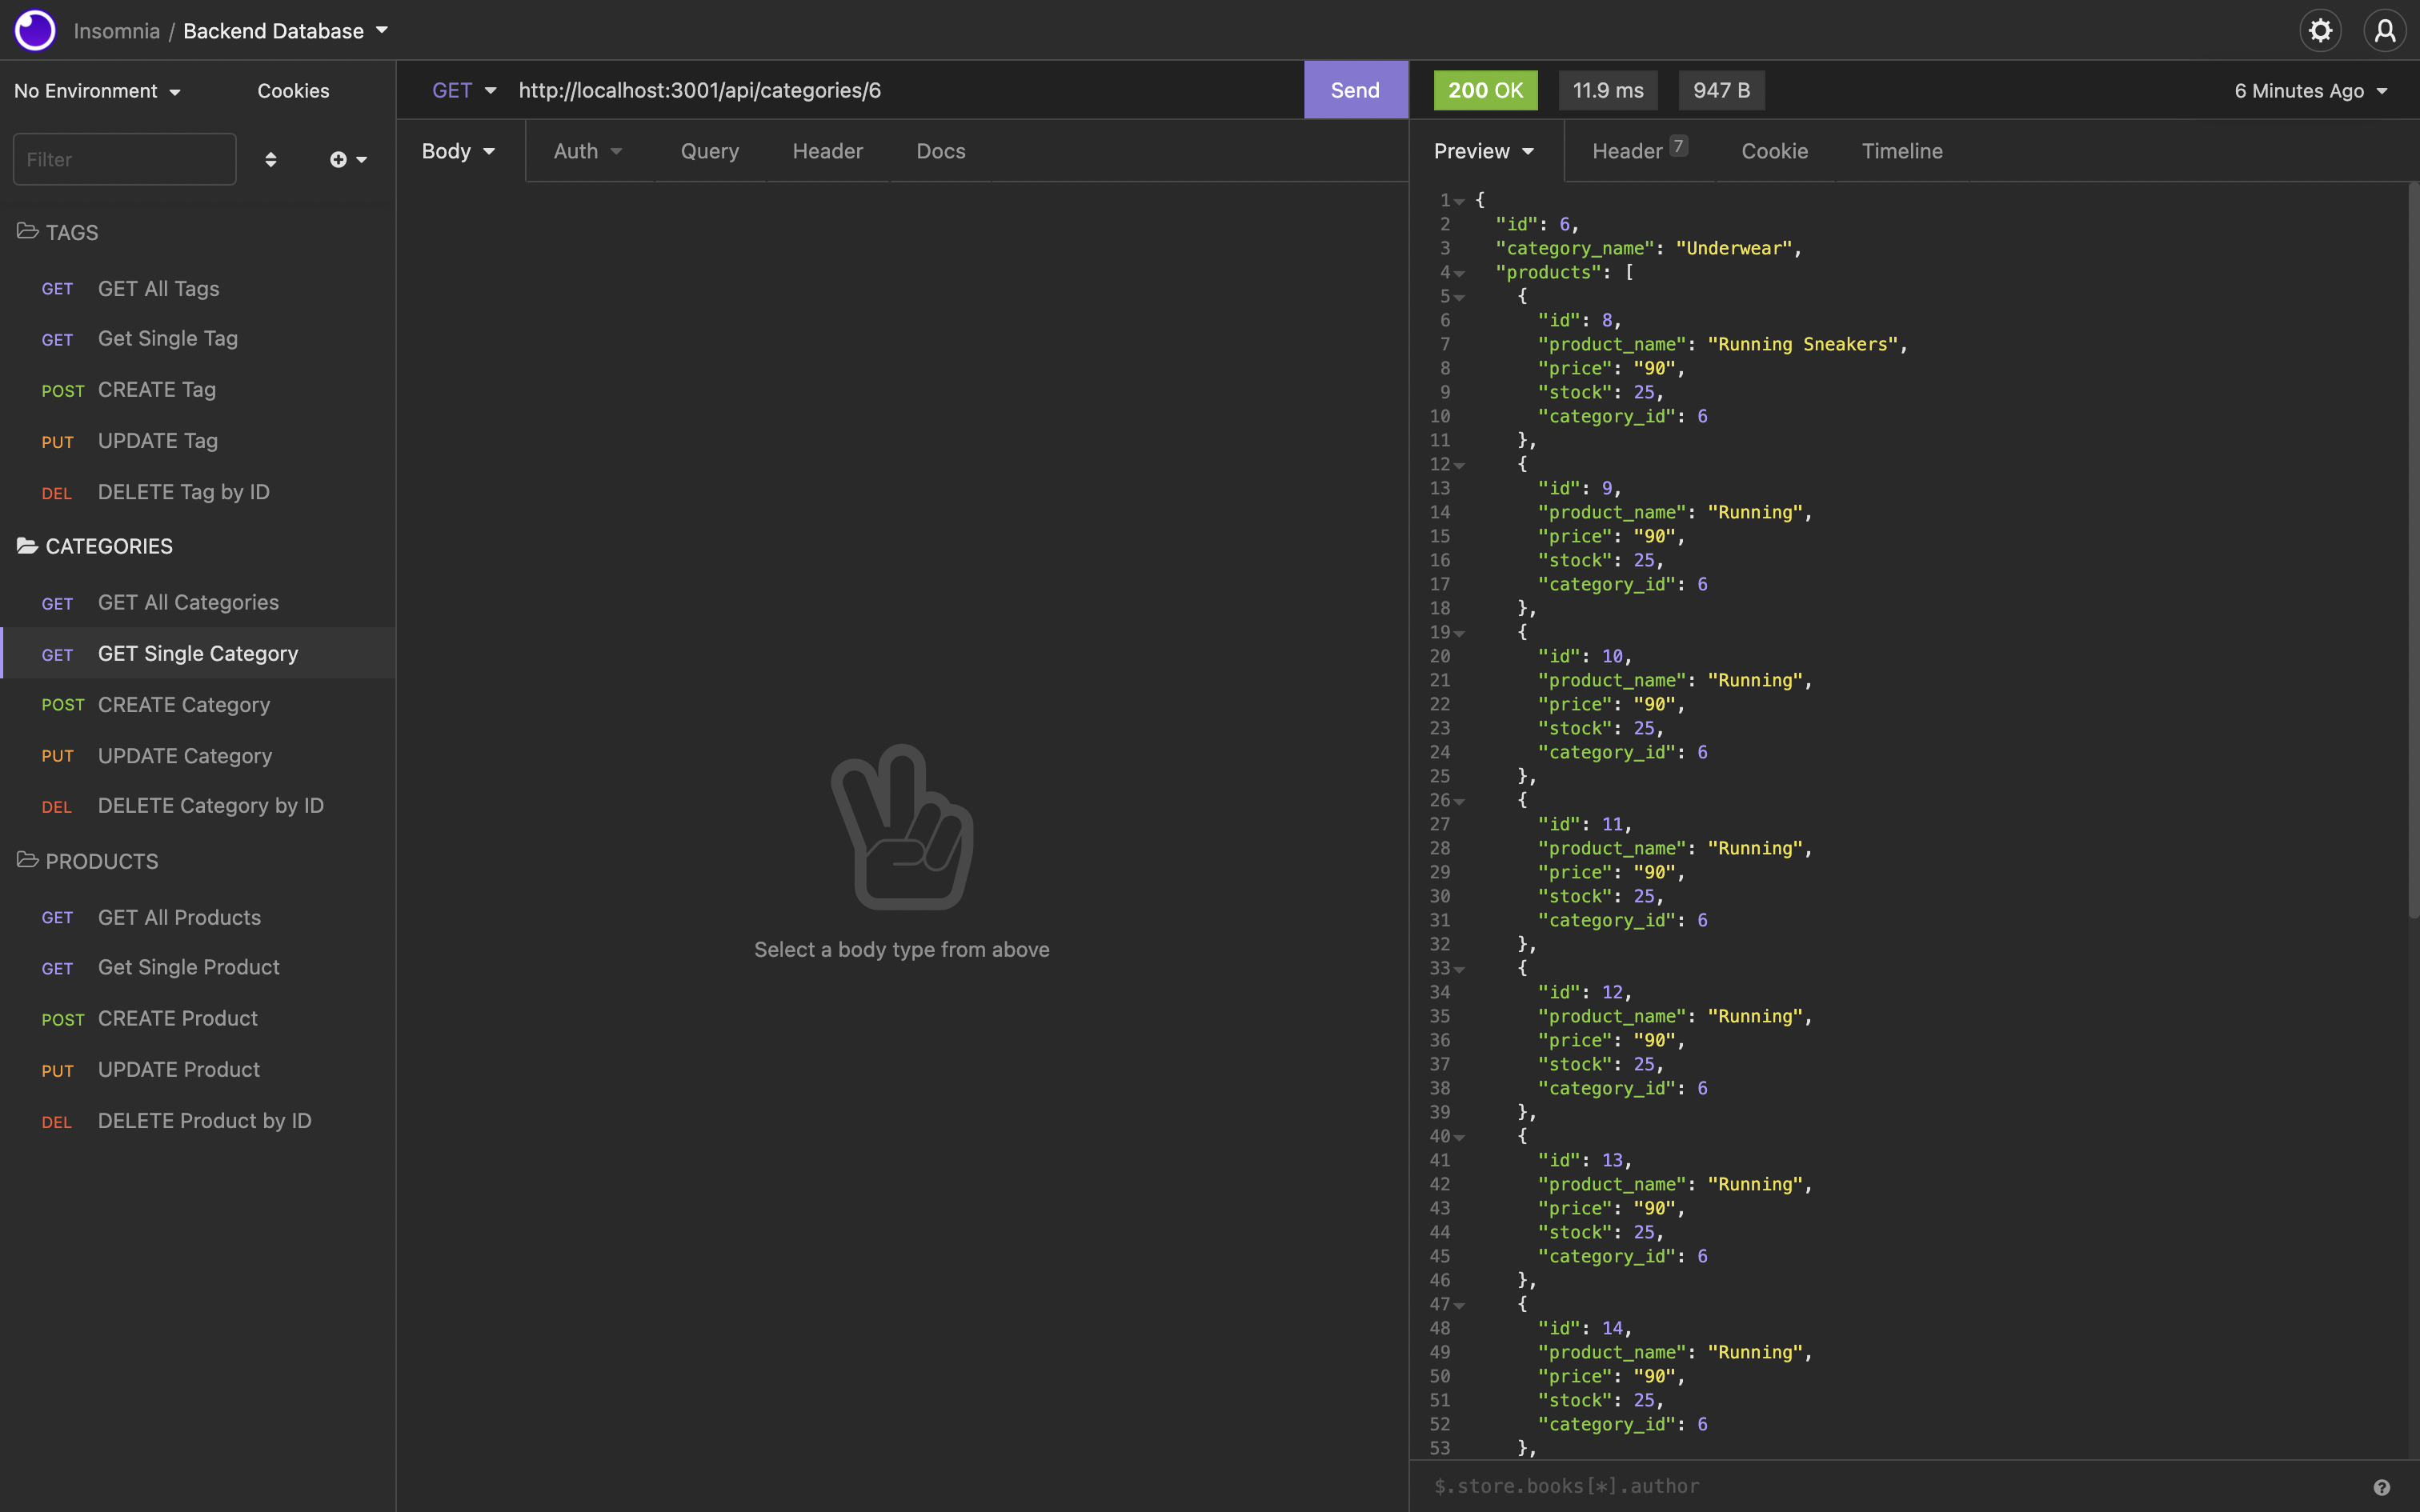 Insomnia / Backend Database
No Environment
Cookies
Filter
TAGS
GET GET All Tags
GET Get Single Tag
POST CREATE Tag
PUT UPDATE Tag
DEL DELETE Tag by ID
CATEGORIES
GET GET All Categories
GET GET Single Category
POST CREATE Category
PUT UPDATE Category
DEL DELETE Category by ID
PRODUCTS
GET GET All Products
GET Get Single Product
POST CREATE Product
PUT UPDATE Product
DEL DELETE Product by ID
GET http://localhost:3001/api/categories/6 Send
Body Auth Query Header Docs
Select a body type from above
200 OK 11.9 ms 947 B 6 Minutes Ago
Preview Header 7 Cookie Timeline
1 {
2 "id": 6,
3 "category_name": "Underwear",
4 "products": [
5 {
6 "id": 8,
7 "product_name": "Running Sneakers",
8 "price": "90",
9 "stock": 25,
10 "category_id": 6
11 },
12 {
13 "id": 9,
14 "product_name": "Running",
15 "price": "90",
16 "stock": 25,
17 "category_id": 6
18 },
19 {
20 "id": 10,
21 "product_name": "Running",
22 "price": "90",
23 "stock": 25,
24 "category_id": 6
25 },
26 {
27 "id": 11,
28 "product_name": "Running",
29 "price": "90",
30 "stock": 25,
31 "category_id": 6
32 },
33 {
34 "id": 12,
35 "product_name": "Running",
36 "price": "90",
37 "stock": 25,
38 "category_id": 6
39 },
40 {
41 "id": 13,
42 "product_name": "Running",
43 "price": "90",
44 "stock": 25,
45 "category_id": 6
46 },
47 {
48 "id": 14,
49 "product_name": "Running",
50 "price": "90",
51 "stock": 25,
52 "category_id": 6
53 },
$.store.books[*].author